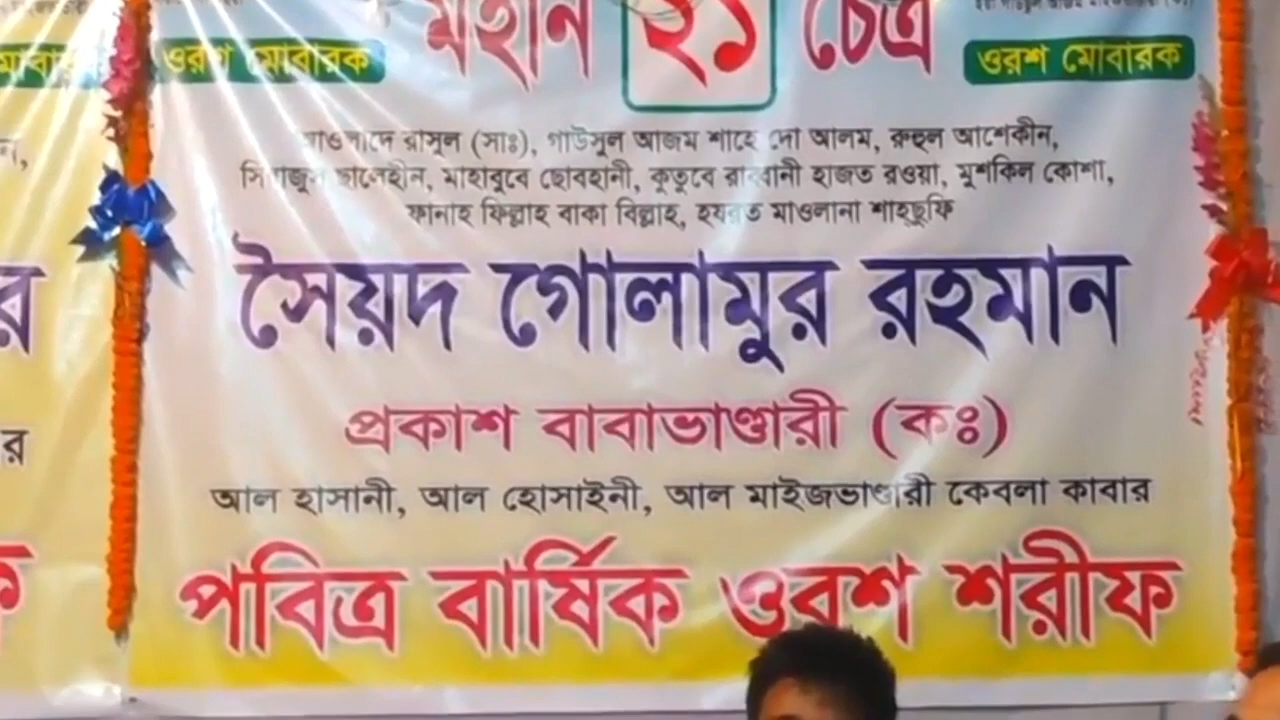 মহান ২১ চৈত্র
ওরশ মোবারক
ওরশ মোবারক
আওলাদে রাসুল (সাঃ), গাউসুল আজম শাহে দো আলম, রুহুল আশেকীন,
সিরাজুস ছালেহীন, মাহাবুবে ছোবহানী, কুতুবে রাব্বানী হাজত রওয়া, মুশকিল কোশা,
ফানাহ ফিল্লাহ বাকা বিল্লাহ, হযরত মাওলানা শাহ্ছুফি
সৈয়দ গোলামুর রহমান
প্রকাশ বাবাভাণ্ডারী (কঃ)
আল হাসানী, আল হোসাইনী, আল মাইজভাণ্ডারী কেবলা কাবার
পবিত্র বার্ষিক ওরশ শরীফ